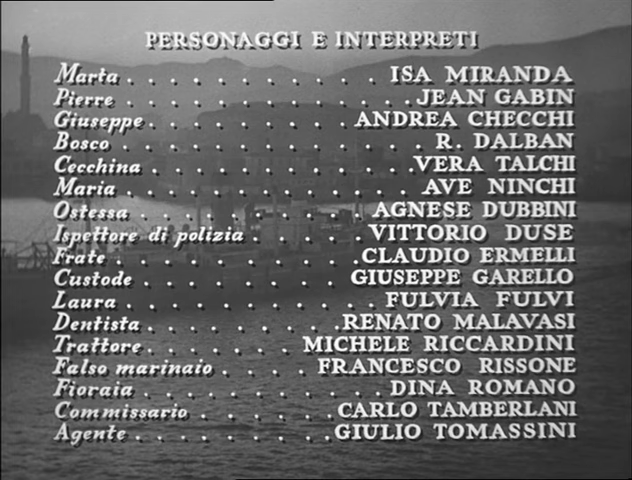 PERSONAGGI E INTERPRETI
Marta . . . . . . . . . . . ISA MIRANDA
Pierre . . . . . . . . . . . . JEAN GABIN
Giuseppe . . . . . . . . . ANDREA CHECCHI
Bosco . . . . . . . . . . . . . R. DALBAN
Cecchina . . . . . . . . . . . VERA TALCHI
Maria . . . . . . . . . . . . AVE NINCHI
Ostessa . . . . . . . . . . AGNESE DUBBINI
Ispettore di polizia . . . . . VITTORIO DUSE
Frate . . . . . . . . . . . CLAUDIO ERMELLI
Custode . . . . . . . . . GIUSEPPE GARELLO
Laura . . . . . . . . . . . FULVIA FULVI
Dentista . . . . . . . . RENATO MALAVASI
Trattore . . . . . . . MICHELE RICCARDINI
Falso marinaio . . . . FRANCESCO RISSONE
Fioraia . . . . . . . . . . . DINA ROMANO
Commissario . . . . . . CARLO TAMBERLANI
Agente . . . . . . . . . GIULIO TOMASSINI